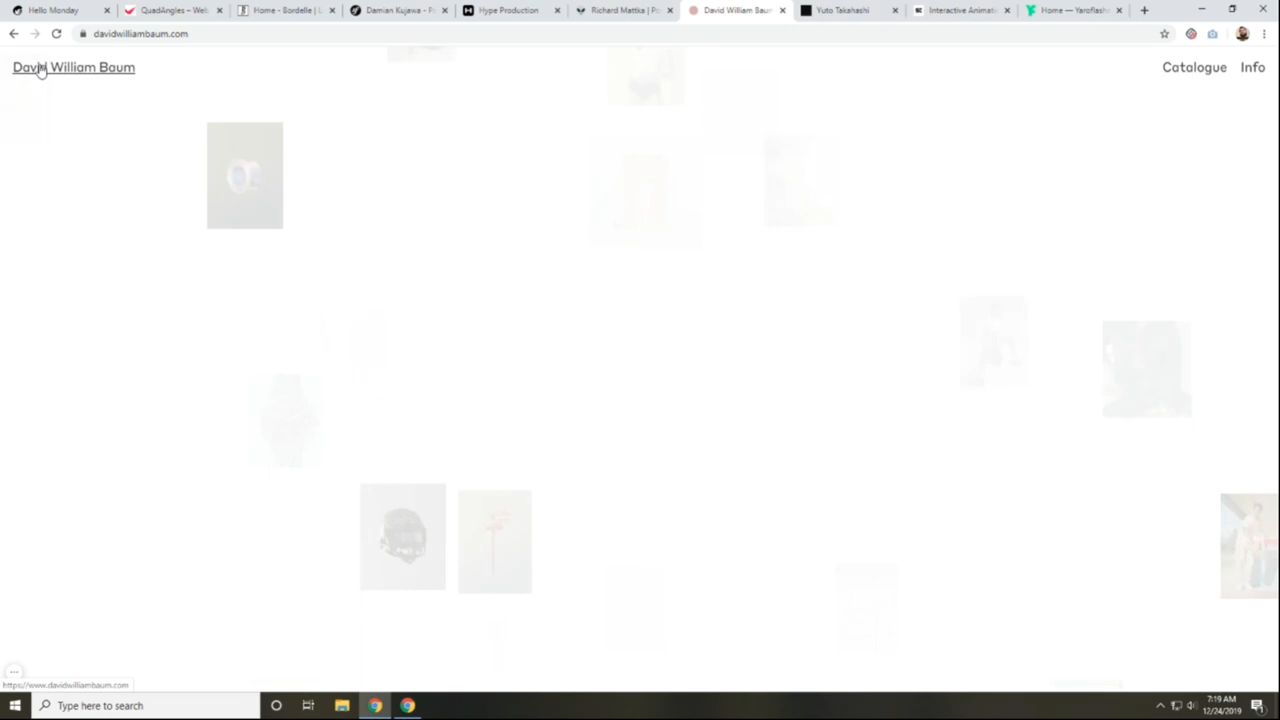 Hello Monday
QuadAngles – Wel
Home - Bordelle | L
Damian Kujawa - Po
Hype Production
Richard Mattka | Po
David William Baum
Yuto Takahashi
Interactive Animati
Home — Yaroflash
davidwilliambaum.com
David William Baum
Catalogue
Info
https://www.davidwilliambaum.com
Type here to search
7:19 AM
12/24/2019